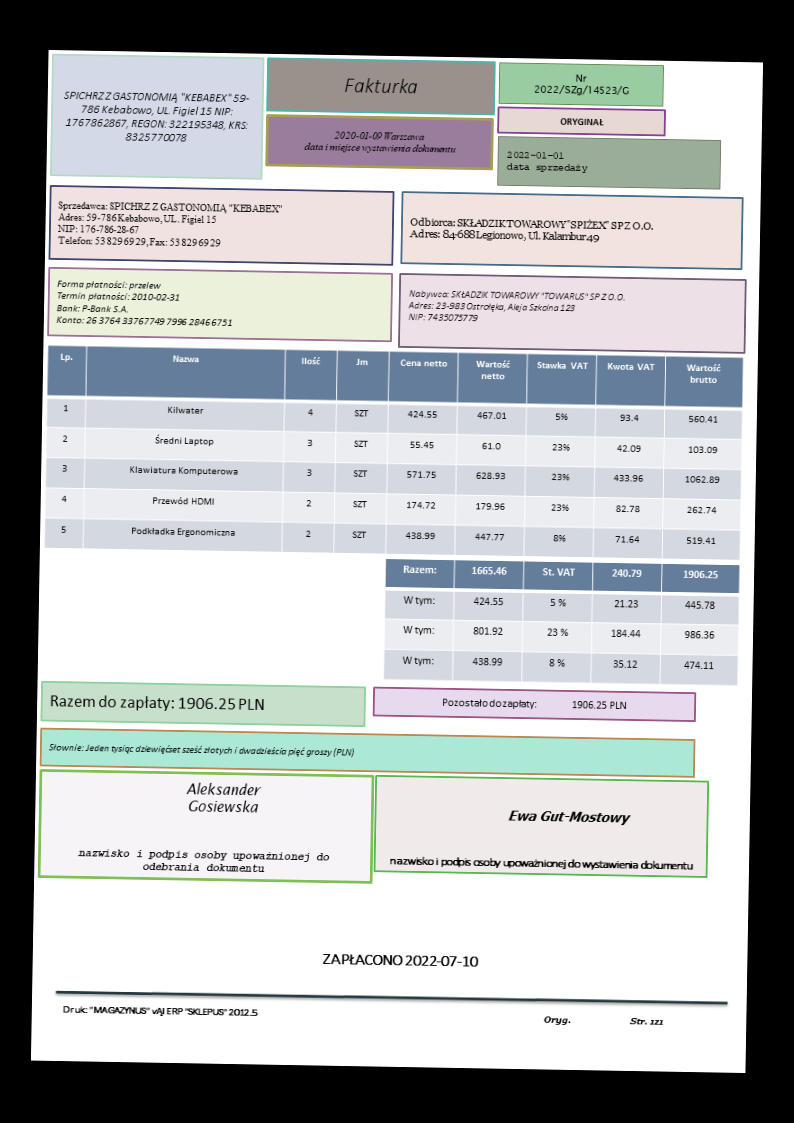 SPICHRZ Z GASTONOMIĄ "KEBABEX" 59-
786 Kebabowo, UL. Figiel 15 NIP:
1767862867, REGON: 322195348, KRS:
8325770078
Fakturka
2020-01-09 Warszawa
data i miejsce wystawienia dokumentu
Nr
2022/SZg/14523/G
ORYGINAŁ
2022-01-01
data sprzedaży
Sprzedawca: SPICHRZ Z GASTONOMIĄ "KEBABEX"
Adres: 59-786 Kebabowo, UL. Figiel 15
NIP: 176-786-28-67
Telefon: 538296929, Fax: 538296929
Odbiorca: SKŁADZIK TOWAROWY "SPIŻEX" SP Z O.O.
Adres: 84-688 Legionowo, Ul. Kalambur 49
Forma płatności: przelew
Termin płatności: 2010-02-31
Bank: P-Bank S.A.
Konto: 26 3764 33767749 7996 28466751
Nabywca: SKŁADZIK TOWAROWY "TOWARUS" SP Z O.O.
Adres: 23-983 Ostrołęka, Aleja Szkolna 123
NIP: 7435075779
Lp. Nazwa Ilość Jm Cena netto Wartość netto Stawka VAT Kwota VAT Wartość brutto
1 Kilwater 4 SZT 424.55 467.01 5% 93.4 560.41
2 Średni Laptop 3 SZT 55.45 61.0 23% 42.09 103.09
3 Klawiatura Komputerowa 3 SZT 571.75 628.93 23% 433.96 1062.89
4 Przewód HDMI 2 SZT 174.72 179.96 23% 82.78 262.74
5 Podkładka Ergonomiczna 2 SZT 438.99 447.77 8% 71.64 519.41
Razem: 1665.46 St. VAT 240.79 1906.25
W tym: 424.55 5 % 21.23 445.78
W tym: 801.92 23 % 184.44 986.36
W tym: 438.99 8 % 35.12 474.11
Razem do zapłaty: 1906.25 PLN
Pozostało do zapłaty: 1906.25 PLN
Słownie: Jeden tysiąc dziewięćset sześć złotych i dwadzieścia pięć groszy (PLN)
Aleksander
Gosiewska
nazwisko i podpis osoby upoważnionej do
odebrania dokumentu
Ewa Gut-Mostowy
nazwisko i podpis osoby upoważnionej do wystawienia dokumentu
ZAPŁACONO 2022-07-10
Druk: "MAGAZYNUS" vAJ ERP "SKLEPUS" 2012.5
Oryg. Str. 1z1